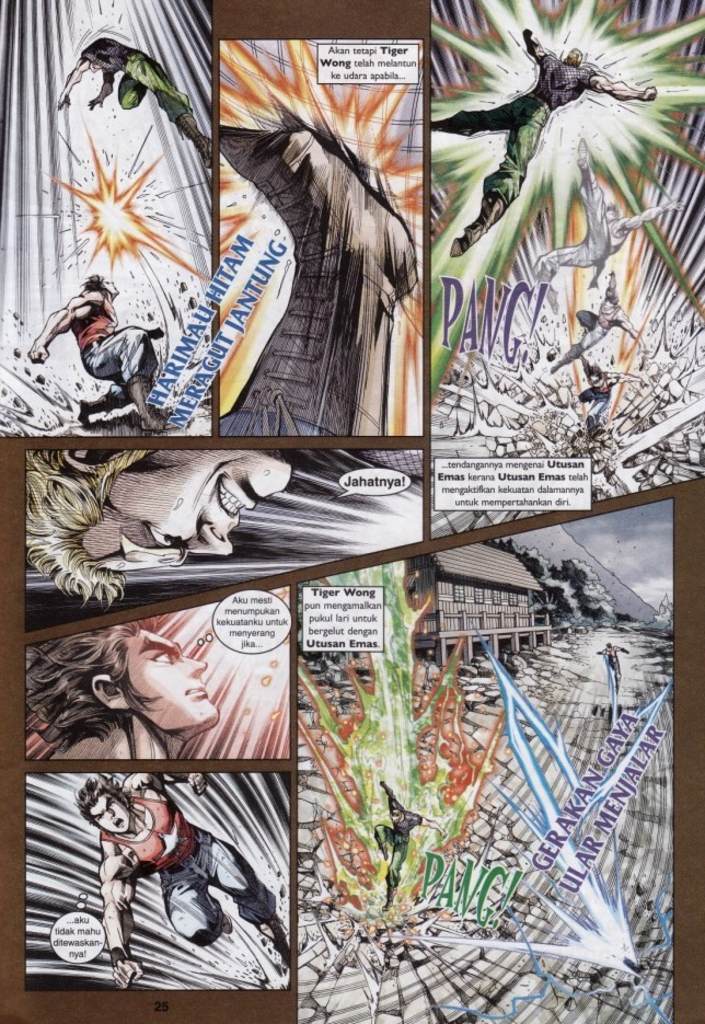 HARIMAU HITAM
MERAGUT JANTUNG
Akan tetapi Tiger
Wong telah melantun
ke udara apabila...
PANG!
...tendangannya mengenai Utusan
Emas kerana Utusan Emas telah
mengaktifkan kekuatan dalamannya
untuk mempertahankan diri.
Jahatnya!
Aku mesti
menumpukan
kekuatanku untuk
menyerang
jika...
...aku
tidak mahu
ditewaskan-
nya!
Tiger Wong
pun mengamalkan
pukul lari untuk
bergelut dengan
Utusan Emas.
GERAKAN GAYA
ULAR MENJALAR
PANG!
25